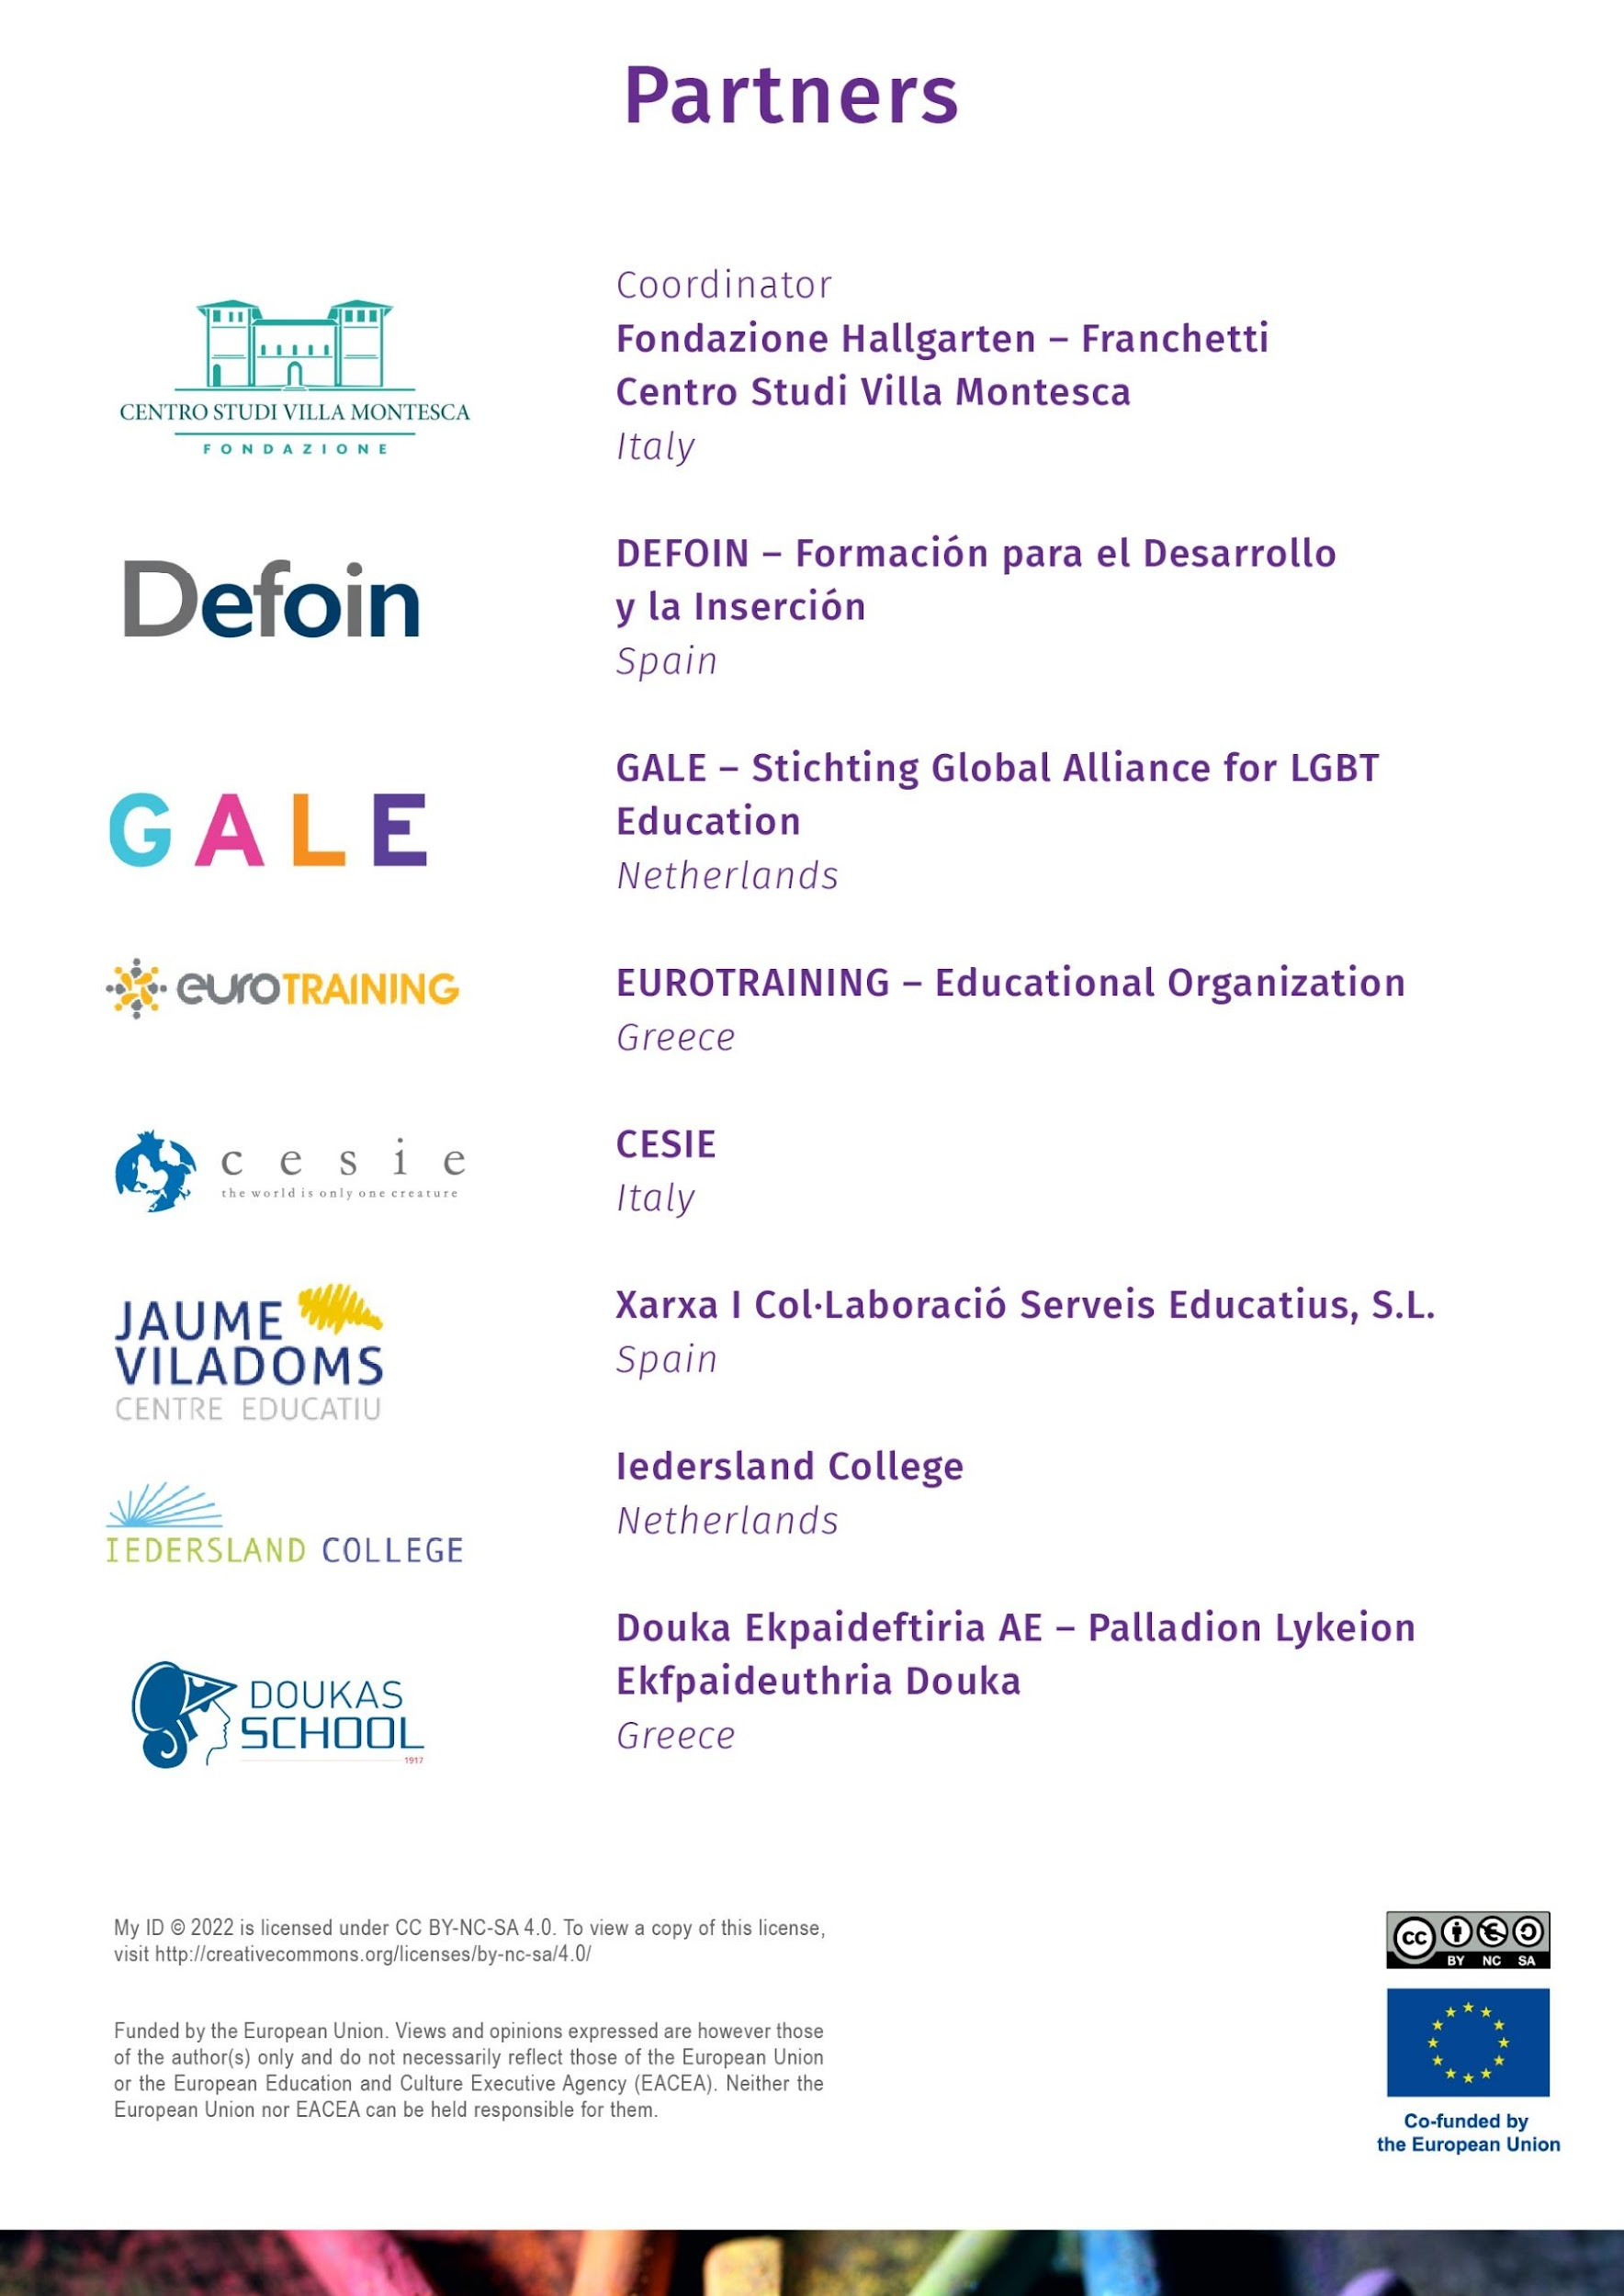 Partners
CENTRO STUDI VILLA MONTESCA
FONDAZIONE
Coordinator
Fondazione Hallgarten – Franchetti
Centro Studi Villa Montesca
Italy
Defoin
DEFOIN – Formación para el Desarrollo
y la Inserción
Spain
GALE
GALE – Stichting Global Alliance for LGBT
Education
Netherlands
euroTRAINING
EUROTRAINING – Educational Organization
Greece
cesie
the world is only one creature
CESIE
Italy
JAUME
VILADOMS
CENTRE EDUCATIU
Xarxa I Col·Laboració Serveis Educatius, S.L.
Spain
IEDERSLAND COLLEGE
Iedersland College
Netherlands
DOUKAS
SCHOOL
1917
Douka Ekpaideftiria AE – Palladion Lykeion
Ekfpaideuthria Douka
Greece
My ID © 2022 is licensed under CC BY-NC-SA 4.0. To view a copy of this license,
visit http://creativecommons.org/licenses/by-nc-sa/4.0/
Funded by the European Union. Views and opinions expressed are however those
of the author(s) only and do not necessarily reflect those of the European Union
or the European Education and Culture Executive Agency (EACEA). Neither the
European Union nor EACEA can be held responsible for them.
cc
BY NC SA
Co-funded by
the European Union